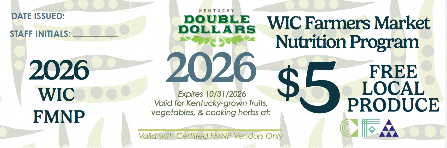 DATE ISSUED:
STAFF INITIALS: __________
2026
WIC
FMNP
KENTUCKY
DOUBLE
DOLLARS
2026
Expires 10/31/2026
Valid for Kentucky-grown fruits,
vegetables, & cooking herbs at:
Valid with Certified FMNP Vendors Only
WIC Farmers Market
Nutrition Program
$5
FREE
LOCAL
PRODUCE
CFA